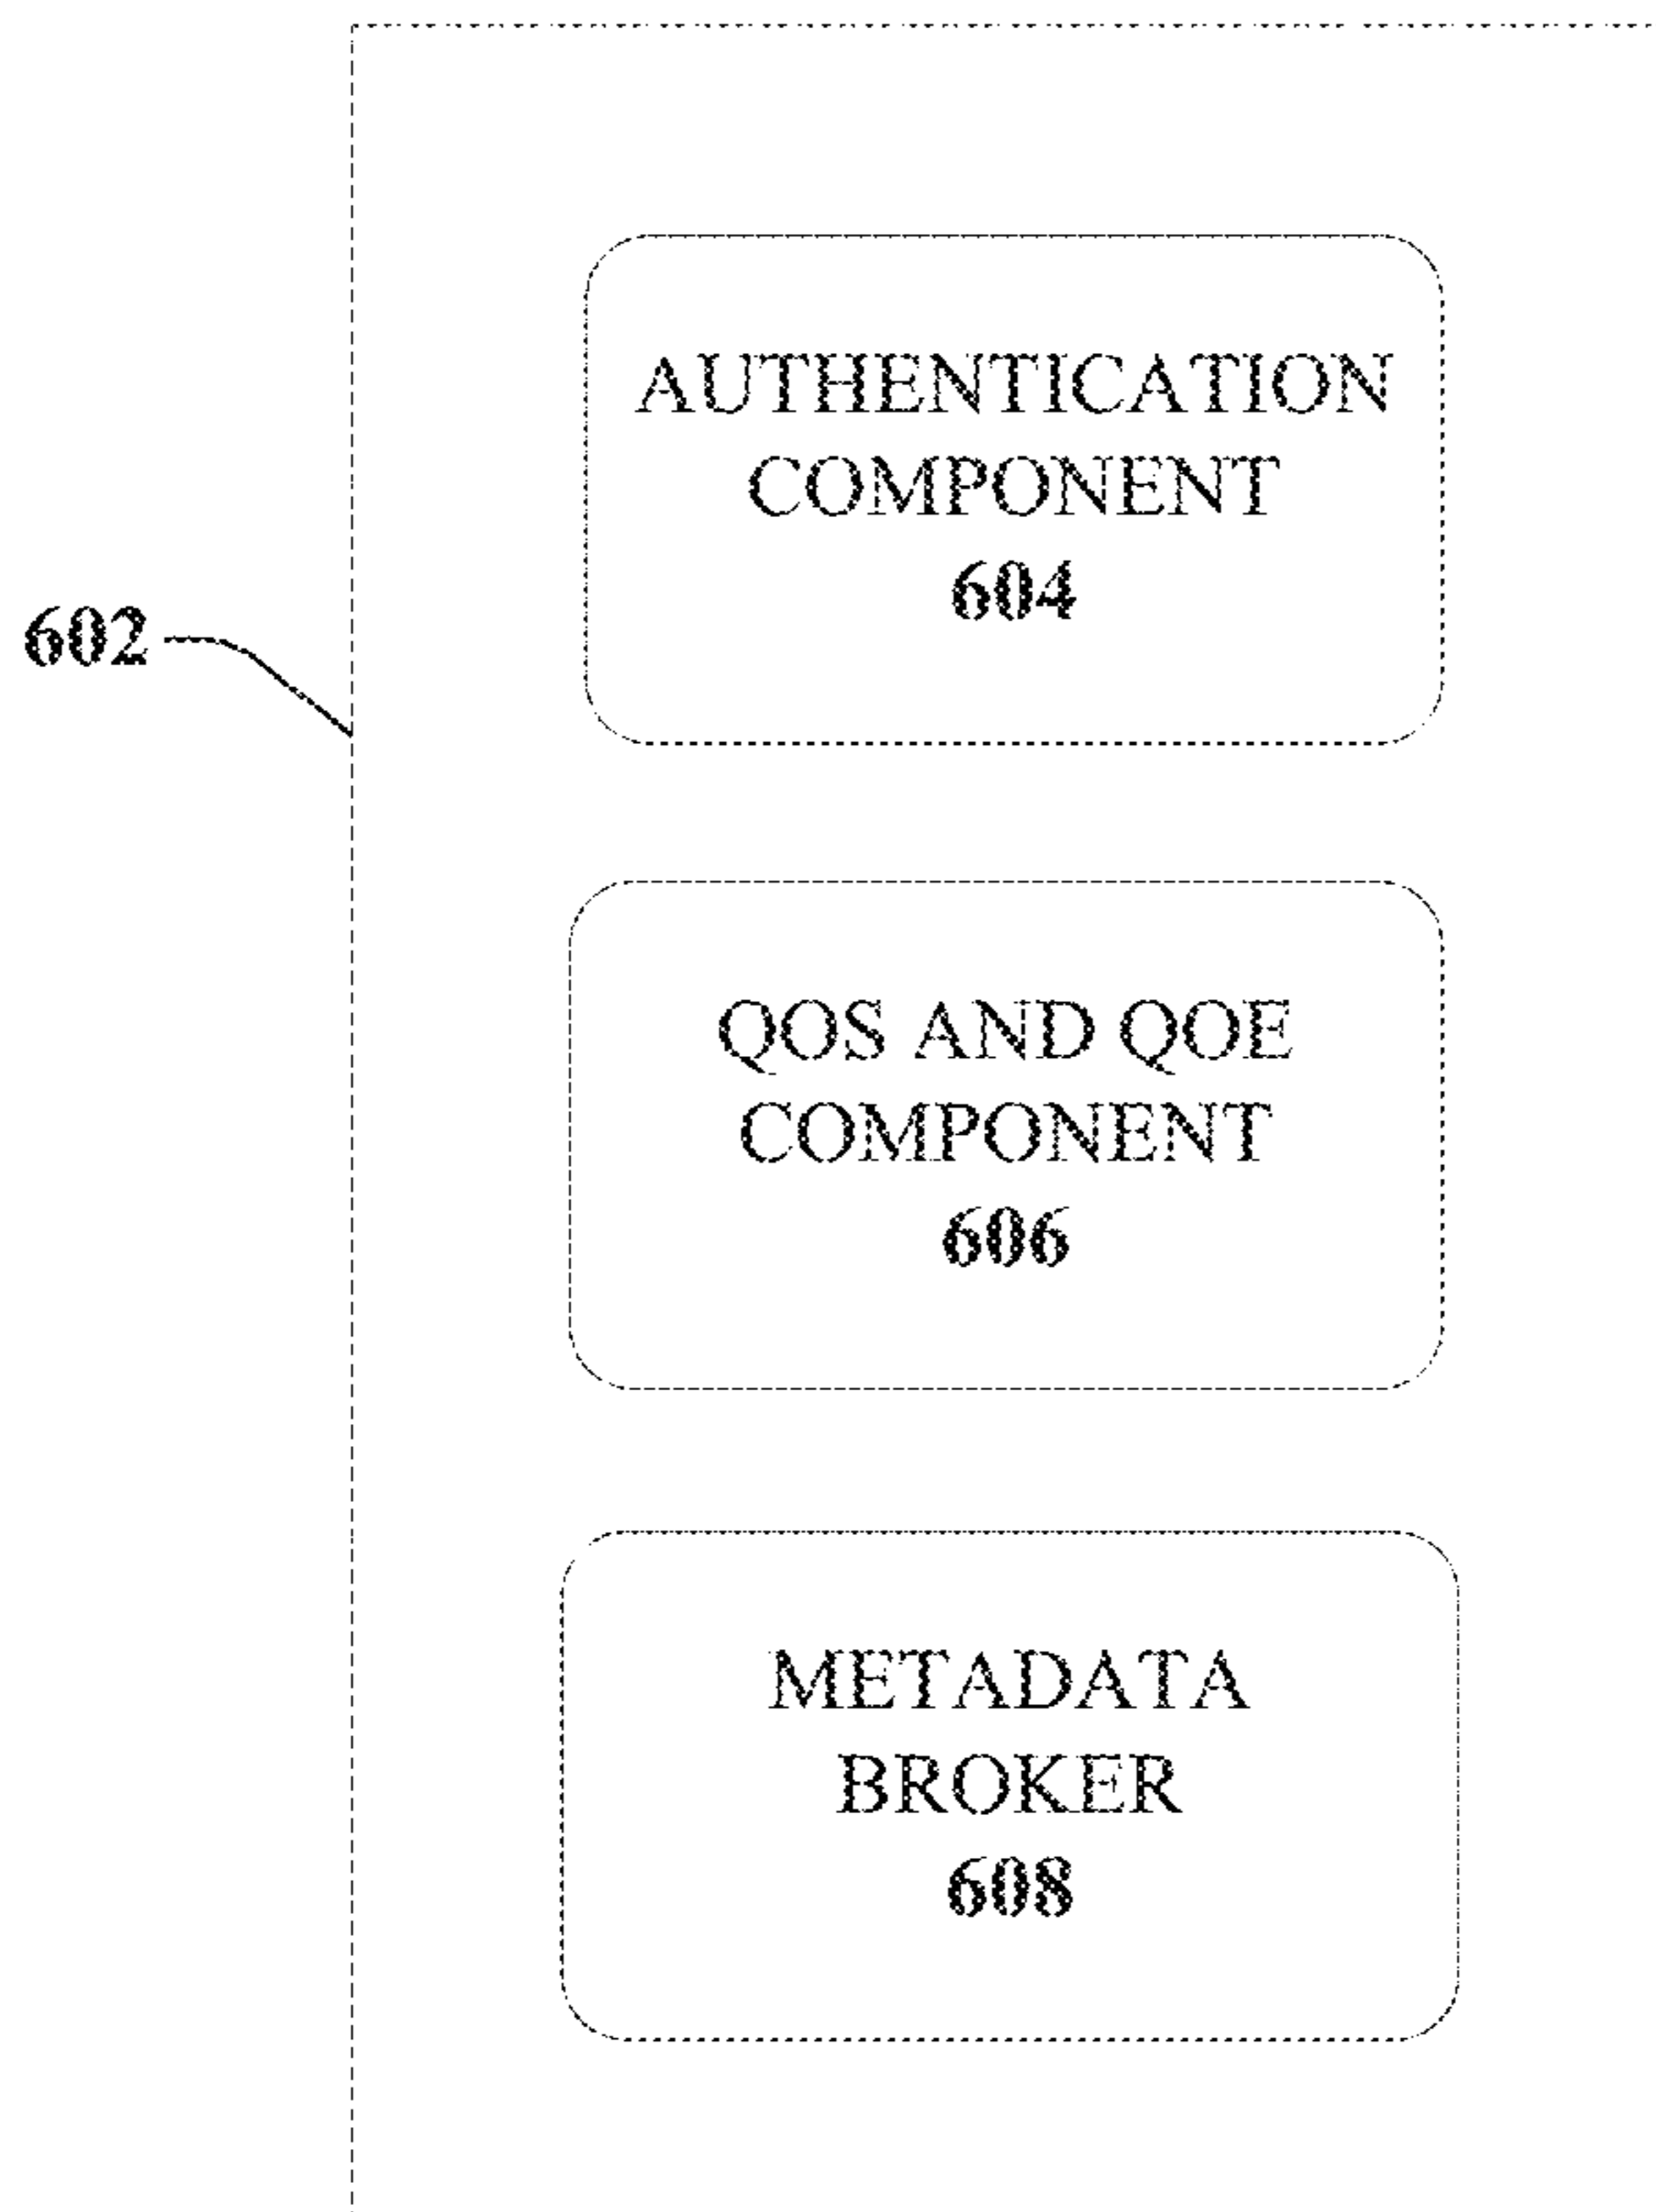 AUTHENTICATION
COMPONENT
604
602
QOS AND QOE
COMPONENT
606
METADATA
BROKER
608